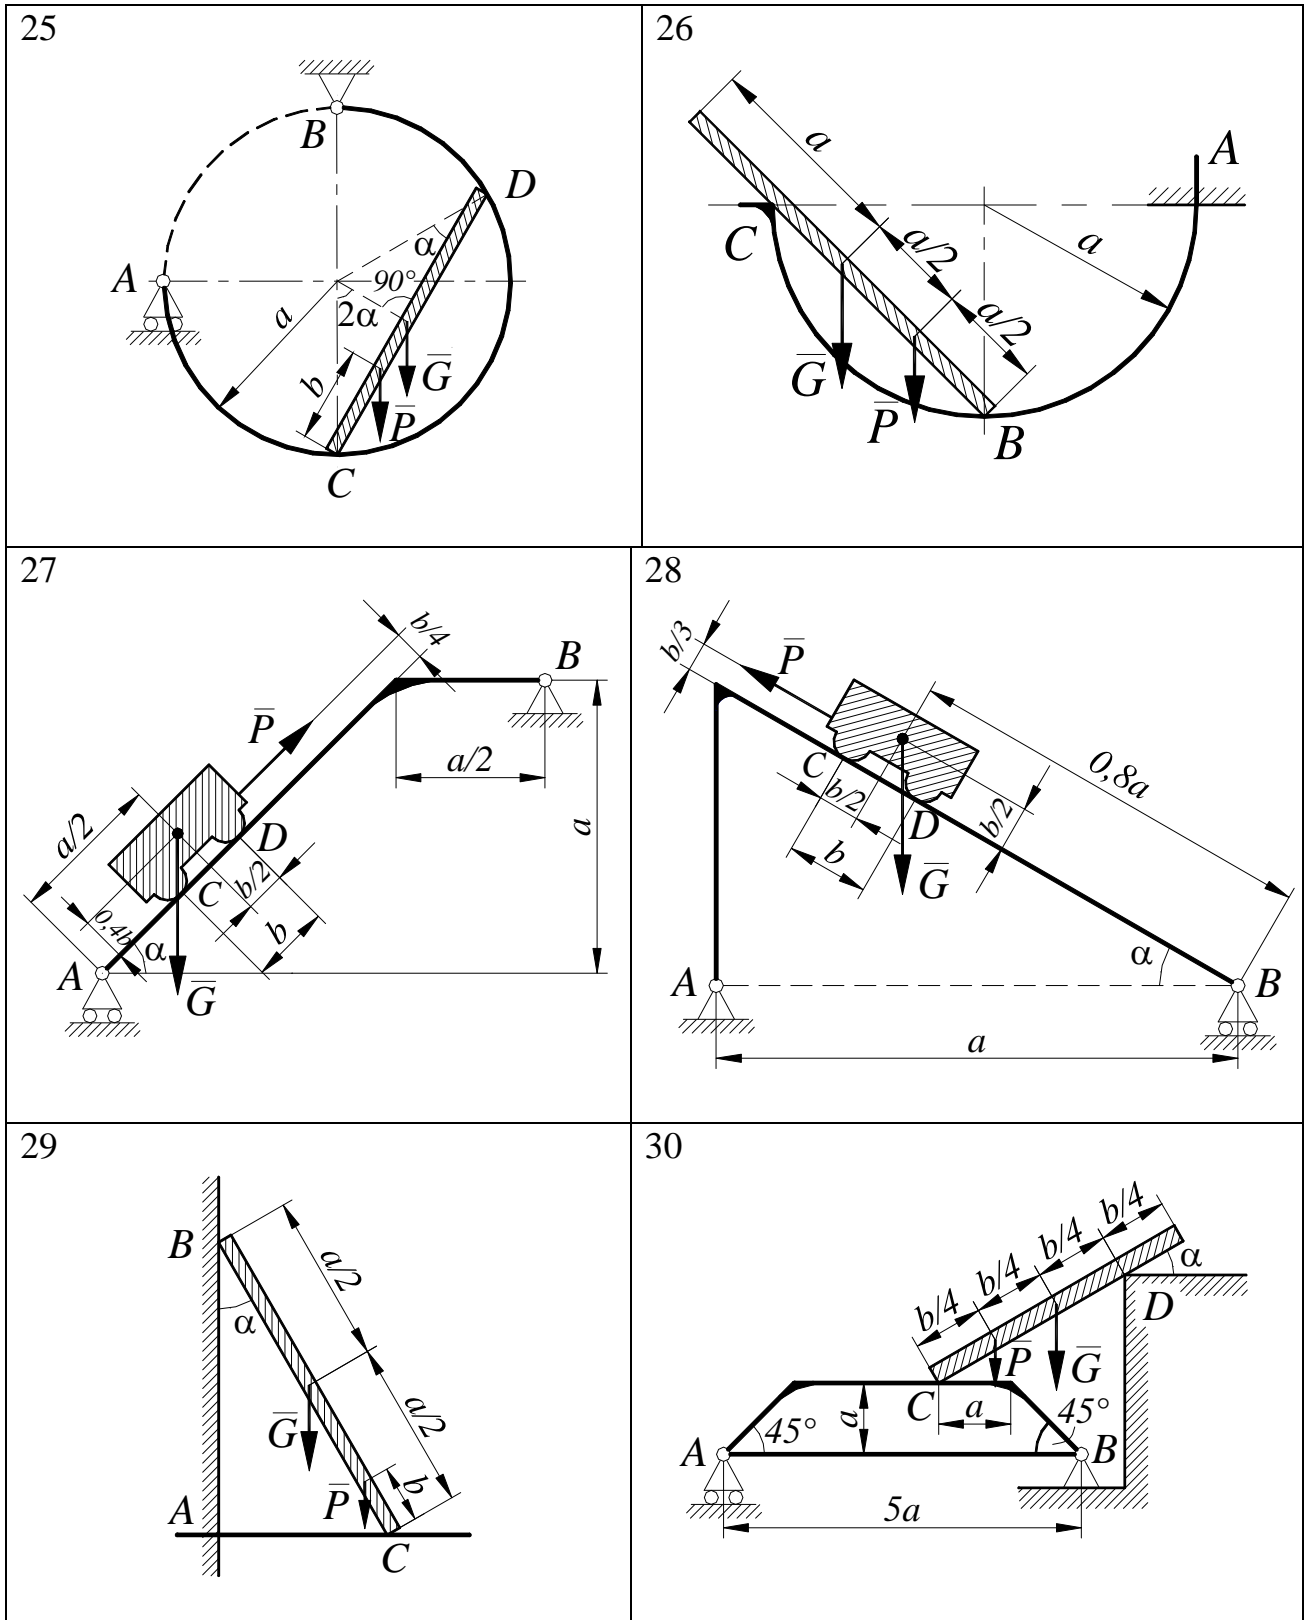 25
B
D
A
α
90°
a
2α
b
G̅
P̅
C
26
a
A
C
a/2
a
a/2
G̅
P̅
B
27
b/4
B
P̅
a/2
a/2
a
D
C
b/2
0,4b
b
α
A
G̅
28
b/3
P̅
0,8a
C
b/2
D
b/2
b
G̅
α
A
B
a
29
B
a/2
α
a/2
G̅
P̅
b
A
C
30
b/4
b/4
b/4
b/4
α
D
P̅
G̅
C
a
a
45°
45°
A
B
5a